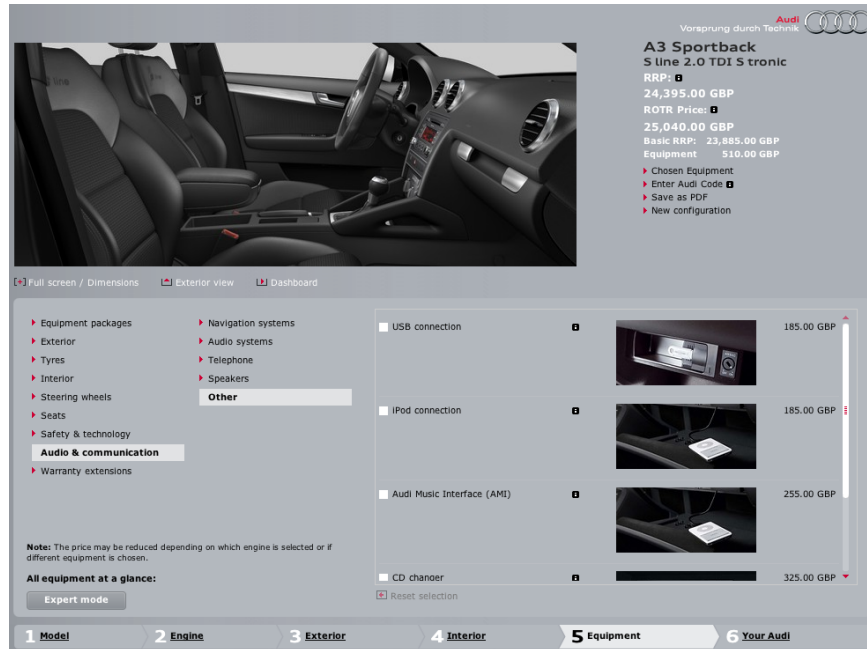 Audi
Vorsprung durch Technik
A3 Sportback
S line 2.0 TDI S tronic
RRP:
24,395.00 GBP
ROTR Price:
25,040.00 GBP
Basic RRP: 23,885.00 GBP
Equipment 510.00 GBP
Chosen Equipment
Enter Audi Code
Save as PDF
New configuration
Full screen / Dimensions
Exterior view
Dashboard
Equipment packages
Exterior
Tyres
Interior
Steering wheels
Seats
Safety & technology
Audio & communication
Warranty extensions
Navigation systems
Audio systems
Telephone
Speakers
Other
USB connection 185.00 GBP
iPod connection 185.00 GBP
Audi Music Interface (AMI) 255.00 GBP
CD changer 325.00 GBP
Note: The price may be reduced depending on which engine is selected or if
different equipment is chosen.
All equipment at a glance:
Expert mode
Reset selection
1 Model
2 Engine
3 Exterior
4 Interior
5 Equipment
6 Your Audi